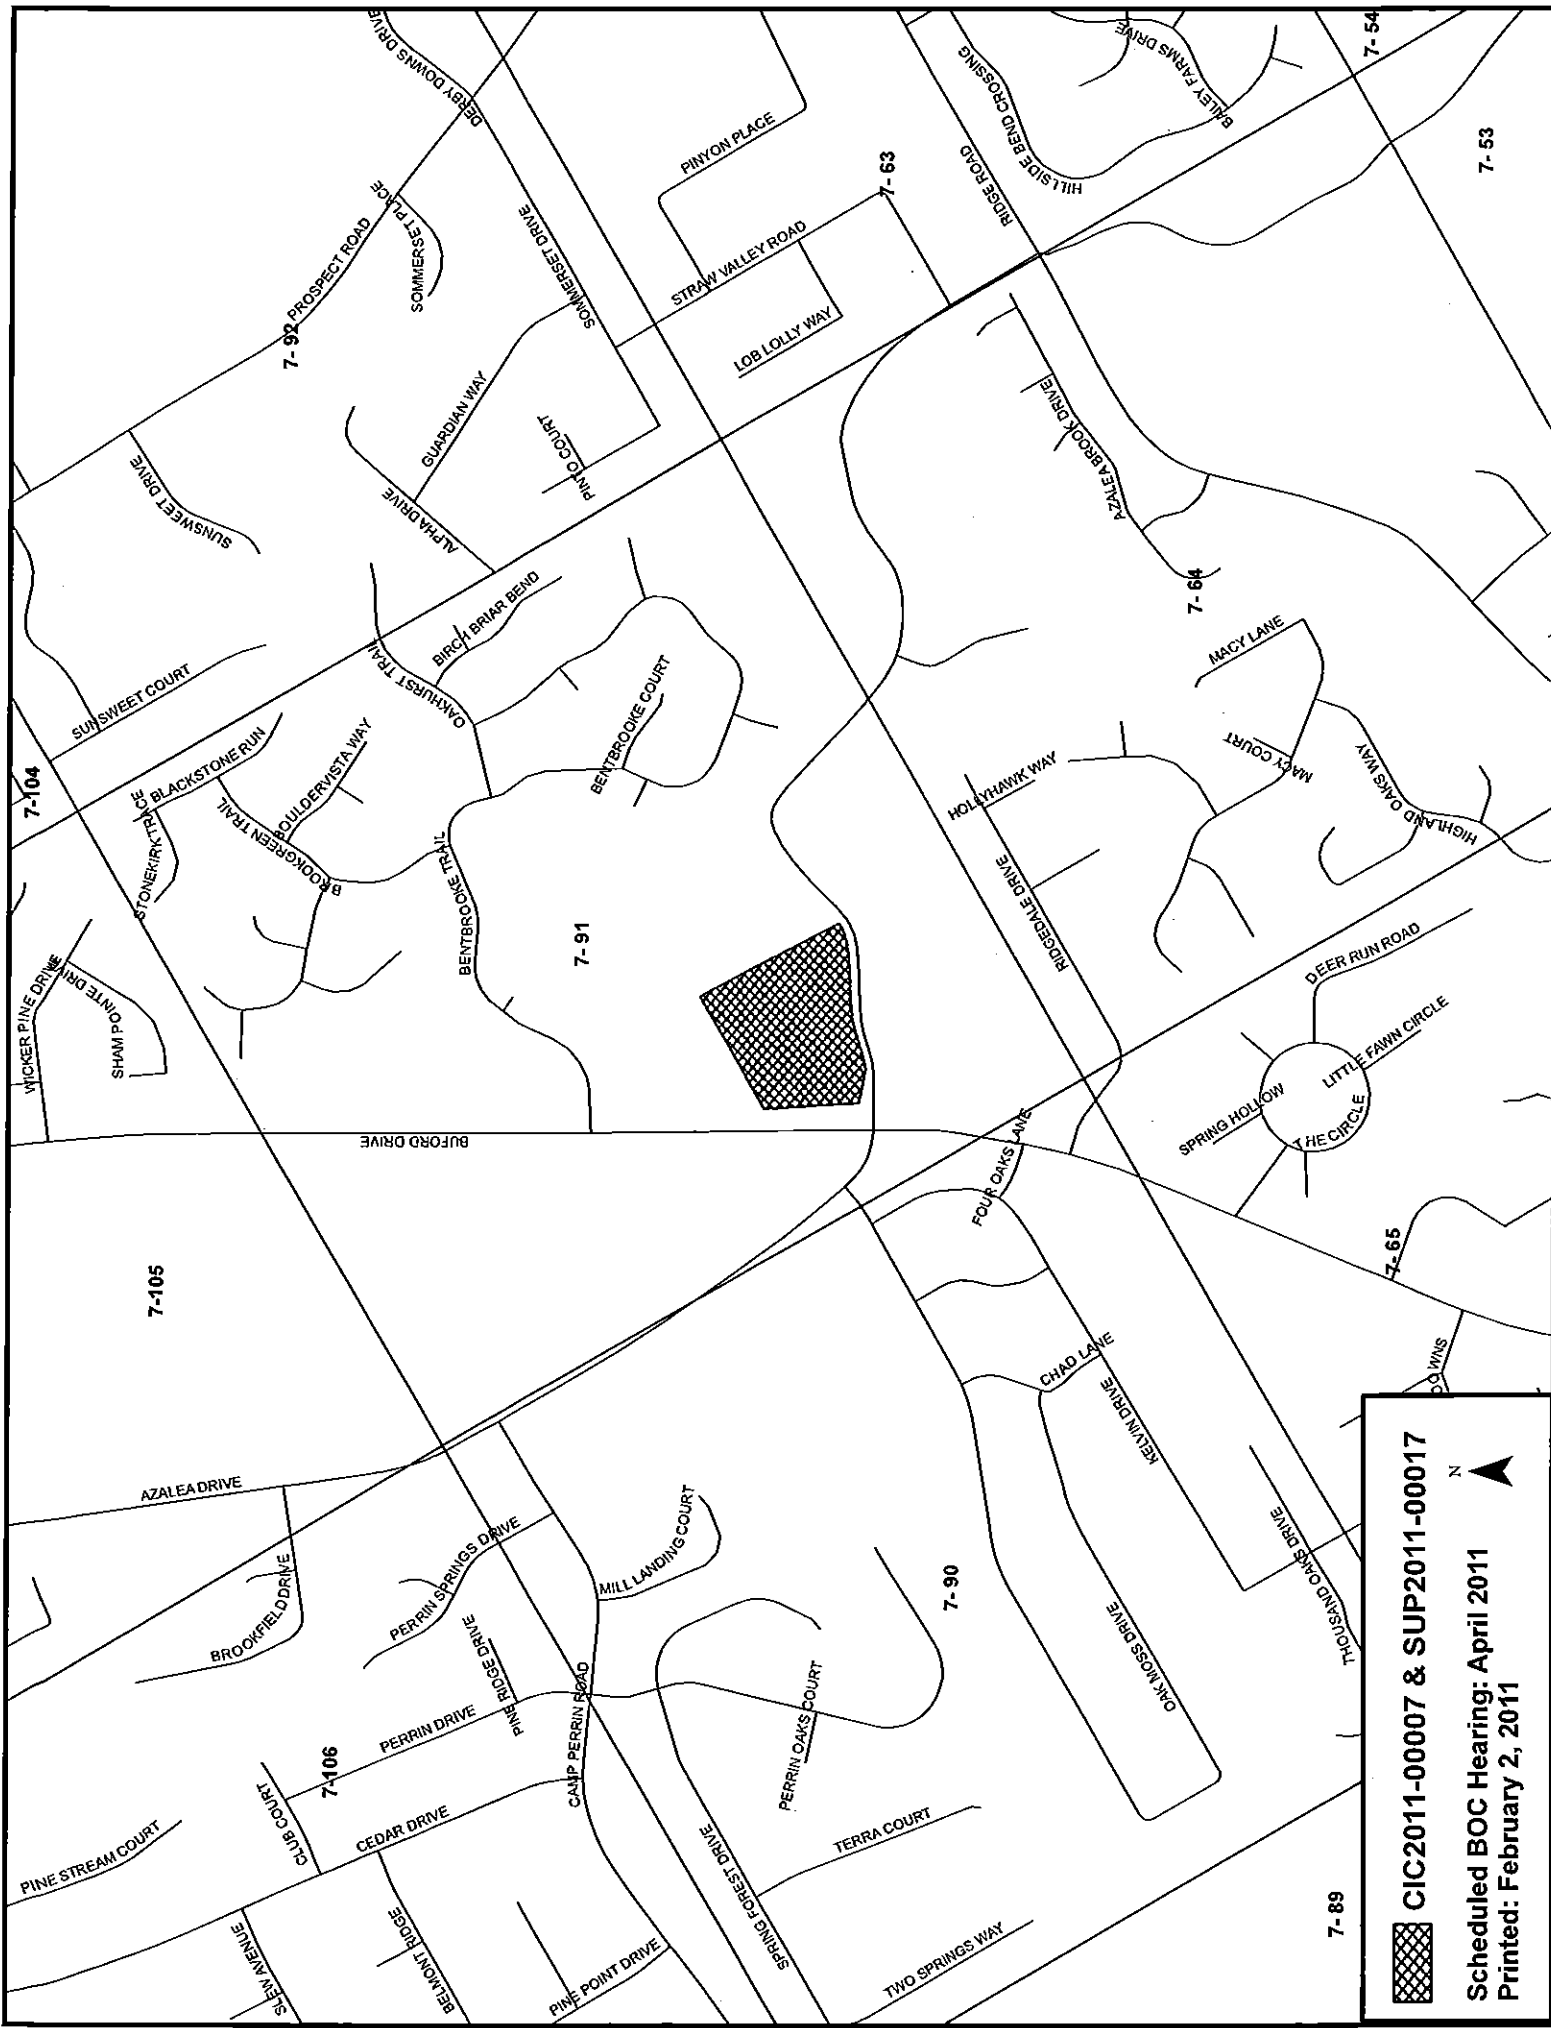 PINE STREAM COURT
SLEW AVENUE
CLUB COURT
CEDAR DRIVE
BELMONT RIDGE
PINE POINT DRIVE
7-106
PERRIN DRIVE
PINE RIDGE DRIVE
PERRIN SPRINGS DRIVE
BROOKFIELD DRIVE
AZALEA DRIVE
CAMP PERRIN ROAD
MILL LANDING COURT
SPRING FOREST DRIVE
PERRIN OAKS COURT
TERRA COURT
TWO SPRINGS WAY
7-89
7-90
OAK MOSS DRIVE
KELVIN DRIVE
CHAD LANE
THOUSAND OAKS DRIVE
FOUR OAKS LANE
7-105
BUFORD DRIVE
WICKER PINE DRIVE
SHAM POINTE DRIVE
7-104
STONEKIRK TRACE
BLACKSTONE RUN
BROOKGREEN TRAIL
BOULDERVISTA WAY
SUNSWEET COURT
SUNSWEET DRIVE
BENTBROOKE TRAIL
7-91
OAKHURST TRAIL
BIRCH BRIAR BEND
BENTBROOKE COURT
ALPHA DRIVE
GUARDIAN WAY
PINTO COURT
7-92
PROSPECT ROAD
SOMMERSET PLACE
SOMMERSET DRIVE
DERBY DOWNS DRIVE
PINYON PLACE
STRAW VALLEY ROAD
LOB LOLLY WAY
7-63
RIDGE ROAD
HILLSIDE BEND CROSSING
BAILEY FARMS DRIVE
7-54
7-53
AZALEA BROOK DRIVE
7-64
MACY LANE
MACY COURT
HIGHLAND OAKS WAY
HOLLYHAWK WAY
RIDGEDALE DRIVE
DEER RUN ROAD
LITTLE FAWN CIRCLE
SPRING HOLLOW
THE CIRCLE
7-65
DOWNS
CIC2011-00007 & SUP2011-00017
N
Scheduled BOC Hearing: April 2011
Printed: February 2, 2011